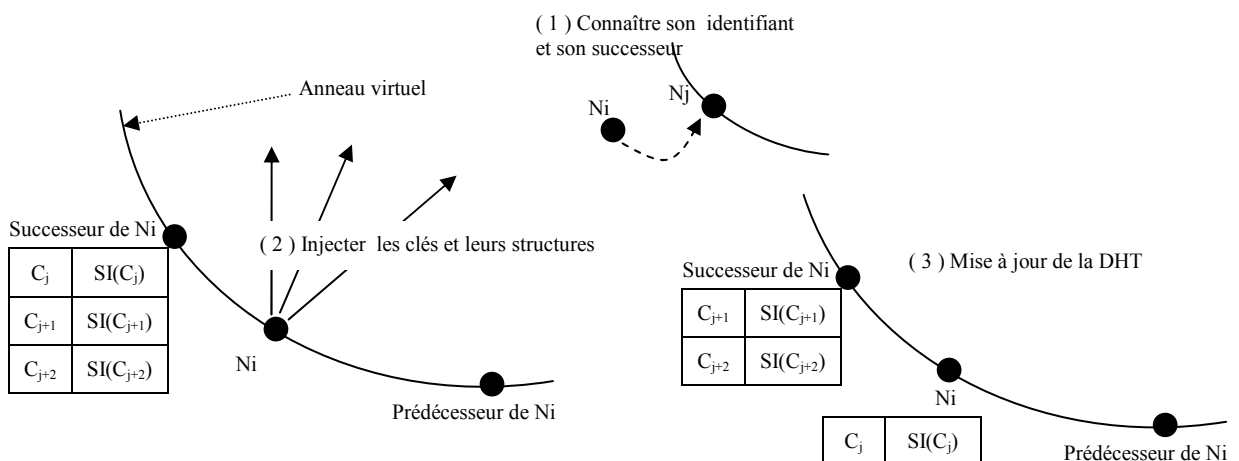 ( 1 ) Connaître son identifiant
et son successeur
Anneau virtuel
Ni
Nj
Successeur de Ni
( 2 ) Injecter les clés et leurs structures
Cj SI(Cj)
Cj+1 SI(Cj+1)
Cj+2 SI(Cj+2)
Ni
Prédécesseur de Ni
( 3 ) Mise à jour de la DHT
Successeur de Ni
Cj+1 SI(Cj+1)
Cj+2 SI(Cj+2)
Ni
Cj SI(Cj)
Prédécesseur de Ni